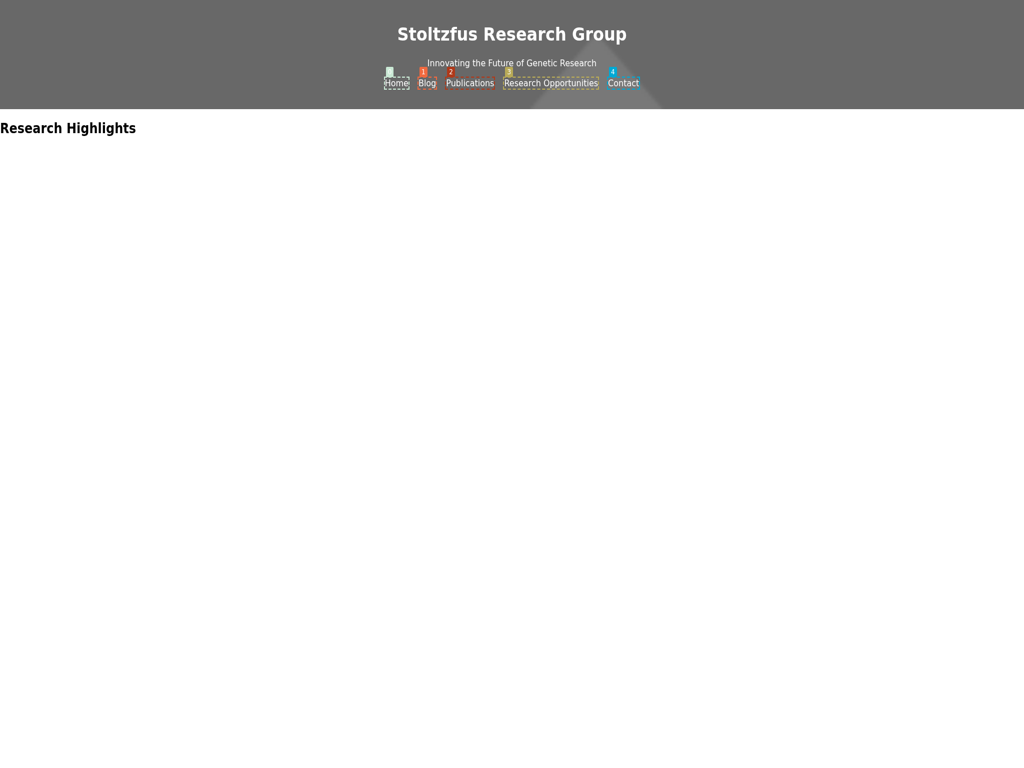 Stoltzfus Research Group
Innovating the Future of Genetic Research
0 1 2 3 4
Home Blog Publications Research Opportunities Contact
Research Highlights